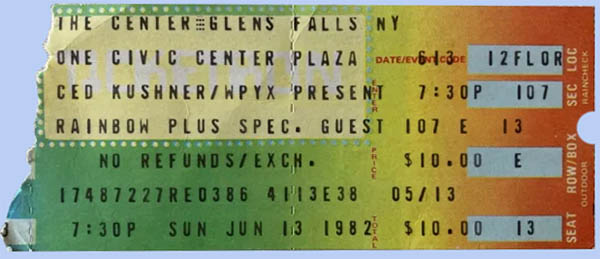 THE CENTER GLENS FALLS NY
ONE CIVIC CENTER PLAZA DATE/EVENT CODE 613 12FLOR
CED KUSHNER/WPYX PRESENT 7:30P 107
RAINBOW PLUS SPEC. GUEST 107 E 13
NO REFUNDS/EXCH. $10.00 E
17487227RE0386 4113E38 05/13
7:30P SUN JUN 13 1982 $10.00 13
TICKETRON
ENTER
PRICE
TOTAL
SEAT ROW/BOX SEC LOC
OUTDOOR RAINCHECK